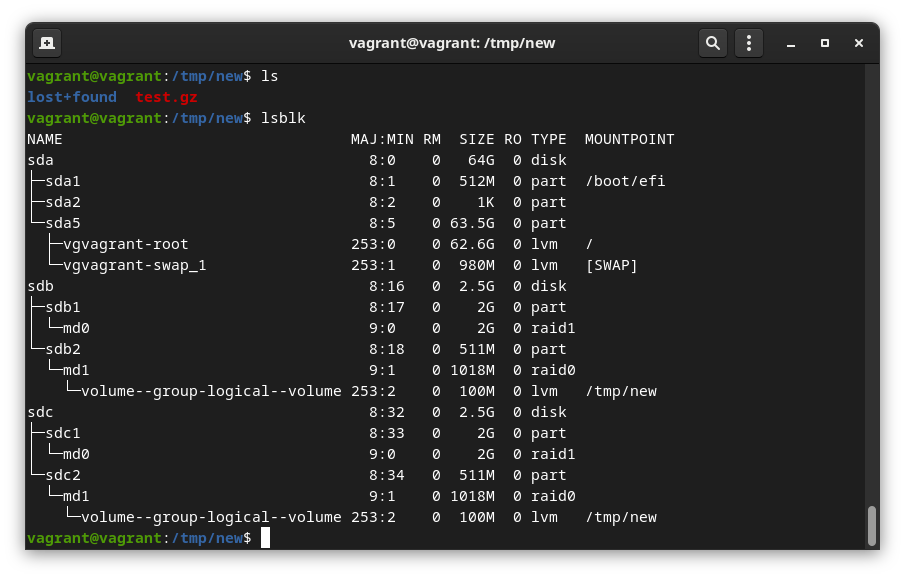 vagrant@vagrant: /tmp/new
vagrant@vagrant:/tmp/new$ ls
lost+found  test.gz
vagrant@vagrant:/tmp/new$ lsblk
NAME                                MAJ:MIN RM  SIZE RO TYPE  MOUNTPOINT
sda                                   8:0    0   64G  0 disk
├─sda1                                8:1    0  512M  0 part  /boot/efi
├─sda2                                8:2    0    1K  0 part
└─sda5                                8:5    0 63.5G  0 part
  ├─vgvagrant-root                  253:0    0 62.6G  0 lvm   /
  └─vgvagrant-swap_1                253:1    0  980M  0 lvm   [SWAP]
sdb                                   8:16   0  2.5G  0 disk
├─sdb1                                8:17   0    2G  0 part
│ └─md0                               9:0    0    2G  0 raid1
└─sdb2                                8:18   0  511M  0 part
  └─md1                               9:1    0 1018M  0 raid0
    └─volume--group-logical--volume 253:2    0  100M  0 lvm   /tmp/new
sdc                                   8:32   0  2.5G  0 disk
├─sdc1                                8:33   0    2G  0 part
│ └─md0                               9:0    0    2G  0 raid1
└─sdc2                                8:34   0  511M  0 part
  └─md1                               9:1    0 1018M  0 raid0
    └─volume--group-logical--volume 253:2    0  100M  0 lvm   /tmp/new
vagrant@vagrant:/tmp/new$